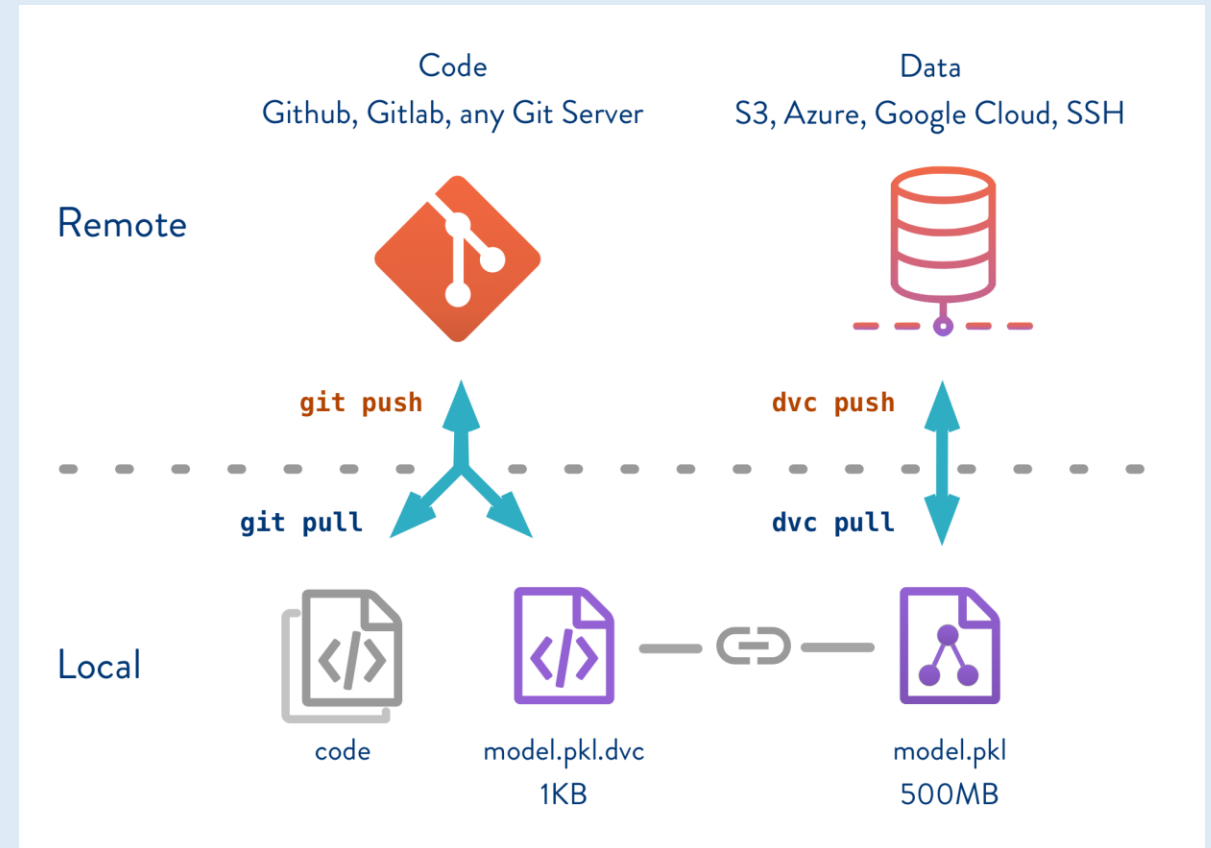 Code
Github, Gitlab, any Git Server
Data
S3, Azure, Google Cloud, SSH
Remote
git push
dvc push
git pull
dvc pull
Local
code
model.pkl.dvc
1KB
model.pkl
500MB